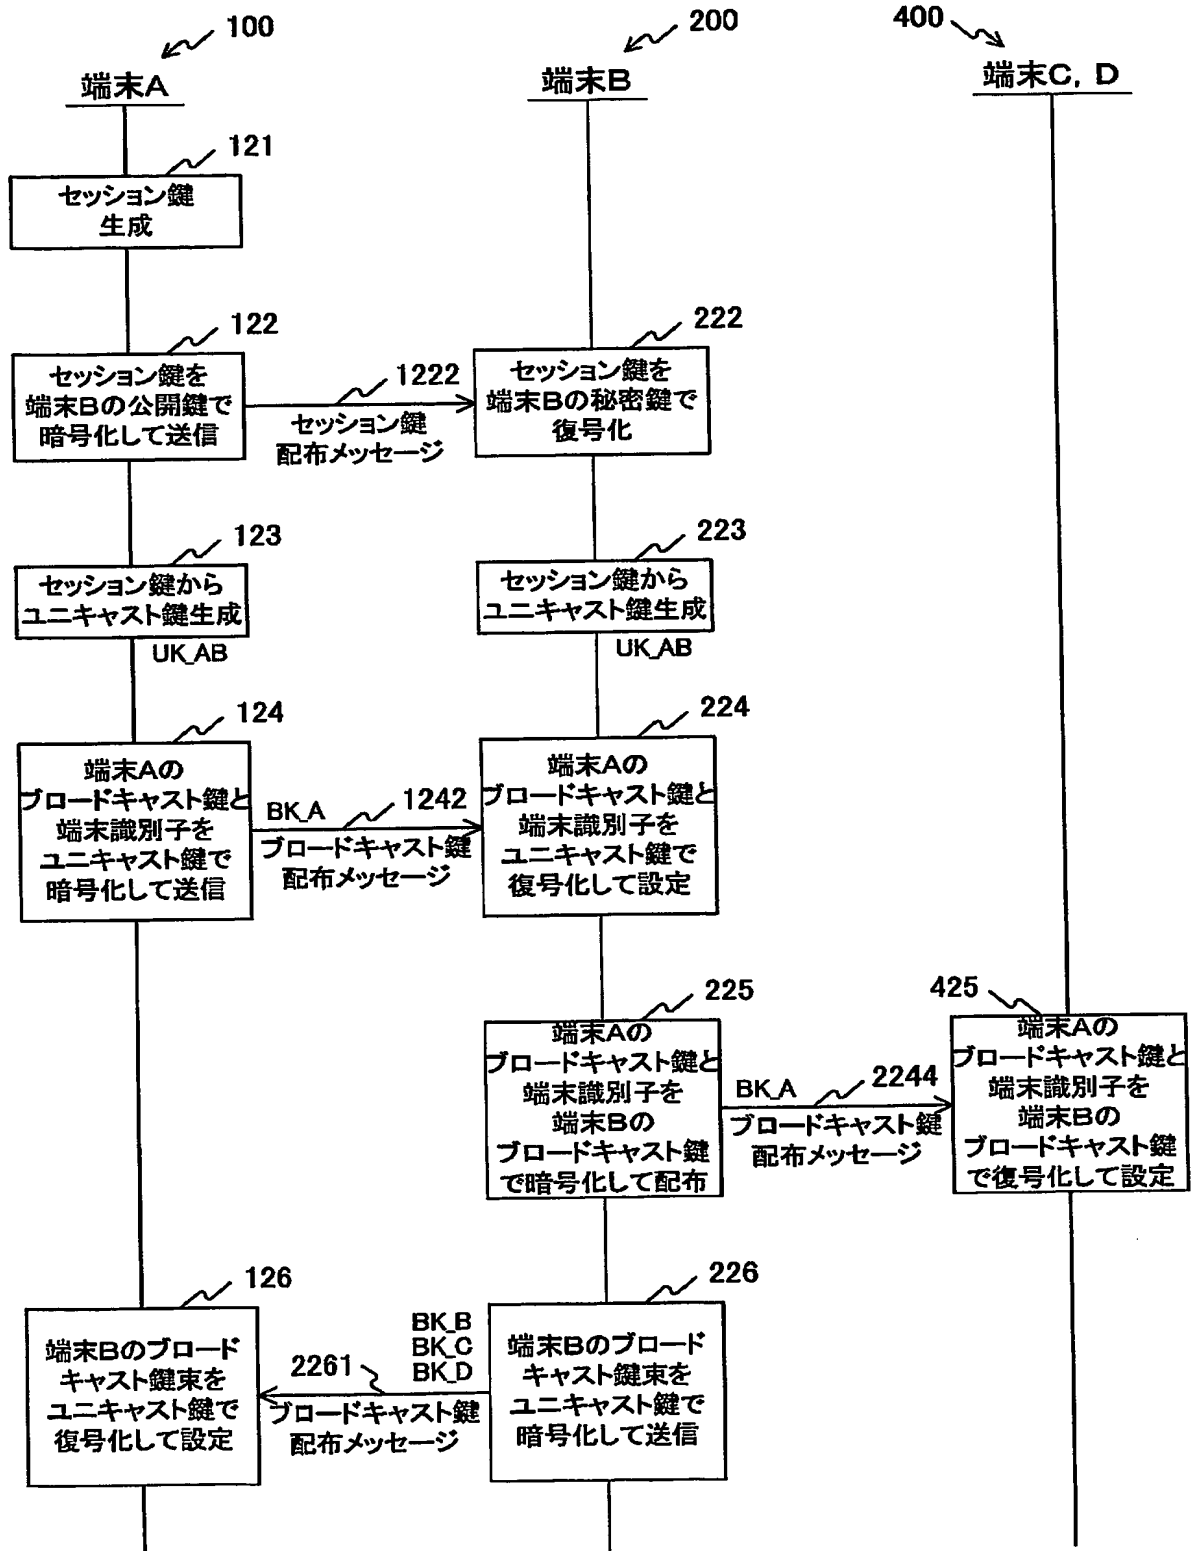 100
200
400
端末A
端末B
端末C, D
121
セッション鍵
生成
122
222
セッション鍵を
端末Bの公開鍵で
暗号化して送信
1222
セッション鍵
配布メッセージ
セッション鍵を
端末Bの秘密鍵で
復号化
123
223
セッション鍵から
ユニキャスト鍵生成
UK_AB
セッション鍵から
ユニキャスト鍵生成
UK_AB
124
224
端末Aの
ブロードキャスト鍵と
端末識別子を
ユニキャスト鍵で
暗号化して送信
BK_A
1242
ブロードキャスト鍵
配布メッセージ
端末Aの
ブロードキャスト鍵と
端末識別子を
ユニキャスト鍵で
復号化して設定
225
425
端末Aの
ブロードキャスト鍵と
端末識別子を
端末Bの
ブロードキャスト鍵
で暗号化して配布
BK_A
2244
ブロードキャスト鍵
配布メッセージ
端末Aの
ブロードキャスト鍵と
端末識別子を
端末Bの
ブロードキャスト鍵
で復号化して設定
126
226
端末Bのブロード
キャスト鍵束を
ユニキャスト鍵で
復号化して設定
BK_B
BK_C
BK_D
2261
ブロードキャスト鍵
配布メッセージ
端末Bのブロード
キャスト鍵束を
ユニキャスト鍵で
暗号化して送信